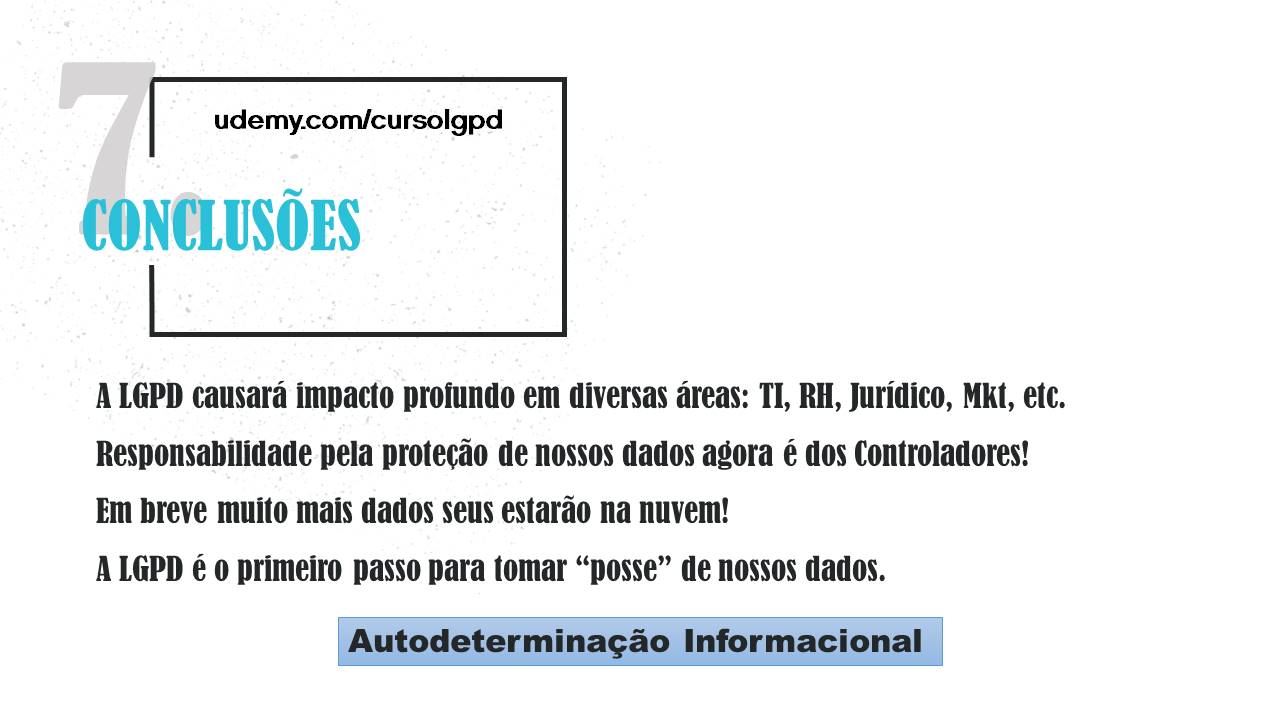 7.
udemy.com/cursolgpd
CONCLUSÕES
A LGPD causará impacto profundo em diversas áreas: TI, RH, Jurídico, Mkt, etc.
Responsabilidade pela proteção de nossos dados agora é dos Controladores!
Em breve muito mais dados seus estarão na nuvem!
A LGPD é o primeiro passo para tomar “posse” de nossos dados.
Autodeterminação Informacional